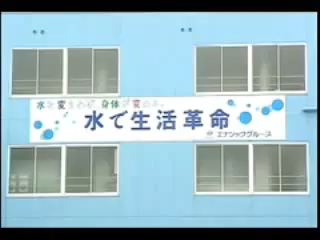 水を変えれば、身体が変わる。
水で生活革命
エナジックグループ